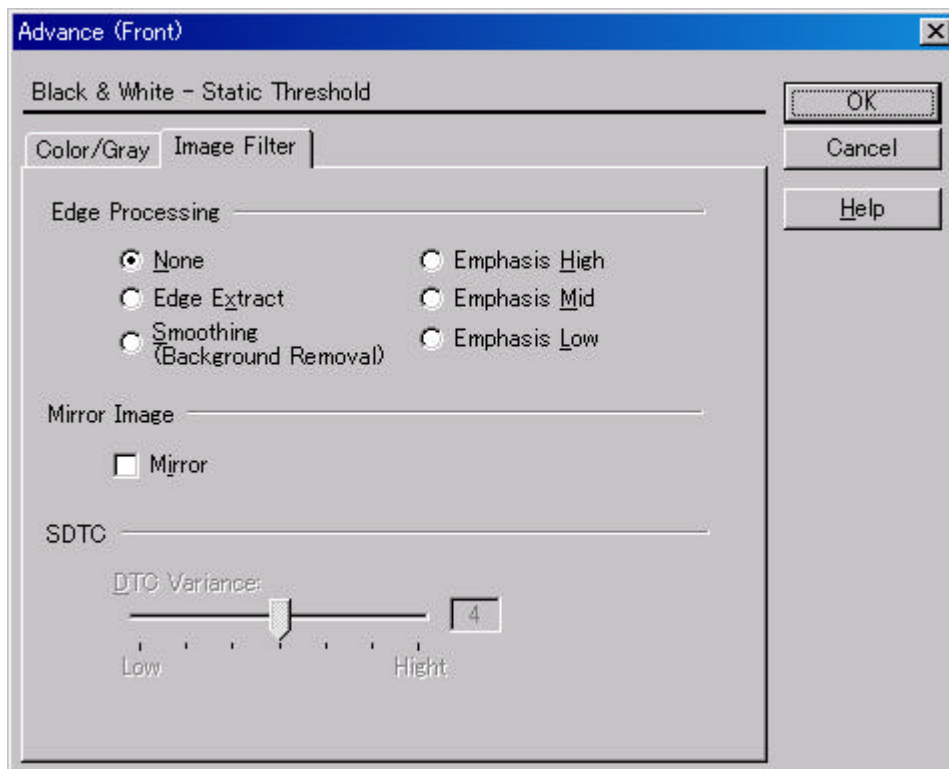 Advance (Front)
Black & White - Static Threshold
OK
Color/Gray
Image Filter
Cancel
Help
Edge Processing
None
Emphasis High
Edge Extract
Emphasis Mid
Smoothing
(Background Removal)
Emphasis Low
Mirror Image
Mirror
SDTC
DTC Variance:
4
Low
Hight